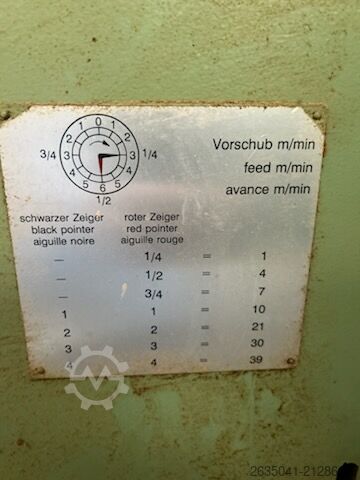 0
1 1
2 2
3/4 3 3 1/4
4 4
5 5
6
1/2
Vorschub m/min
feed m/min
avance m/min
schwarzer Zeiger roter Zeiger
black pointer red pointer
aiguille noire aiguille rouge
– 1/4 = 1
– 1/2 = 4
– 3/4 = 7
1 1 = 10
2 2 = 21
3 3 = 30
4 4 = 39